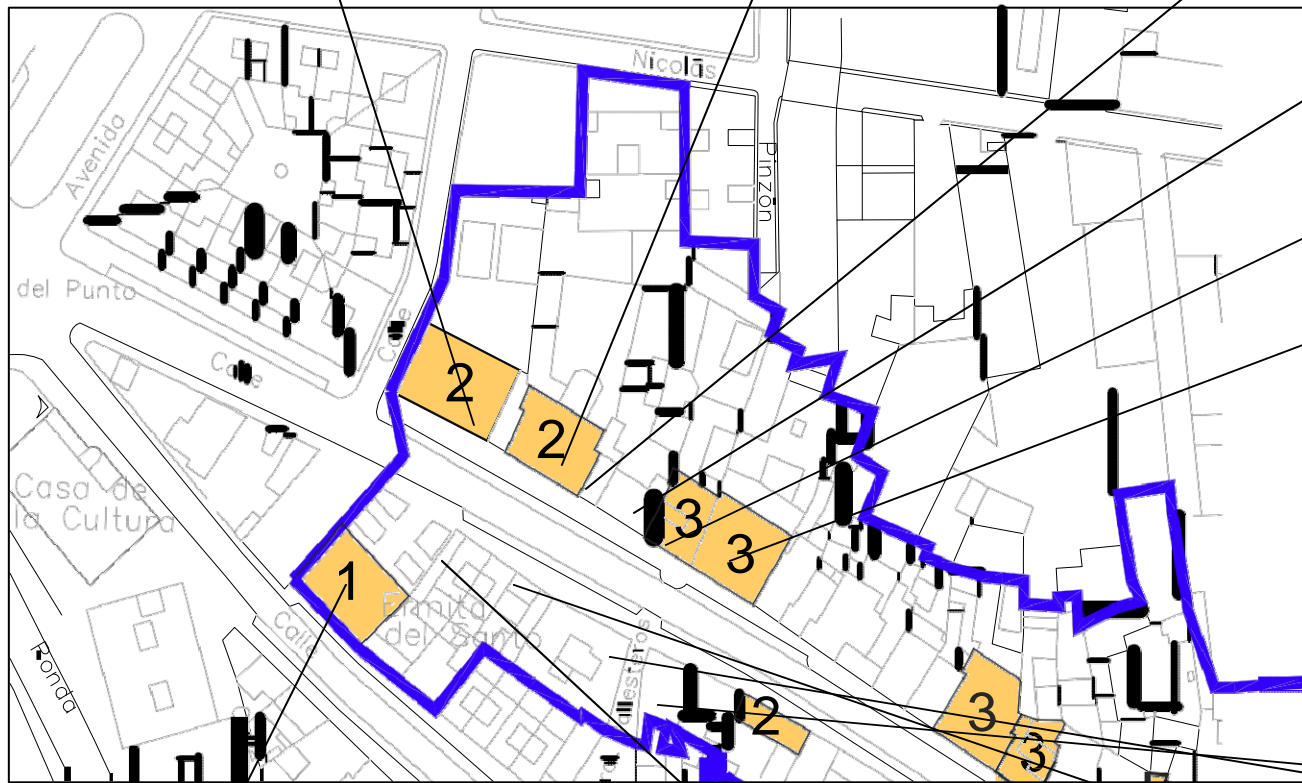 Nicolás
Avenida
Pinzón
del Punto
Calle
Calle
2
2
Casa de
la Cultura
3
3
1
Ermita
del Santo
Calle
Ronda
2
3
3